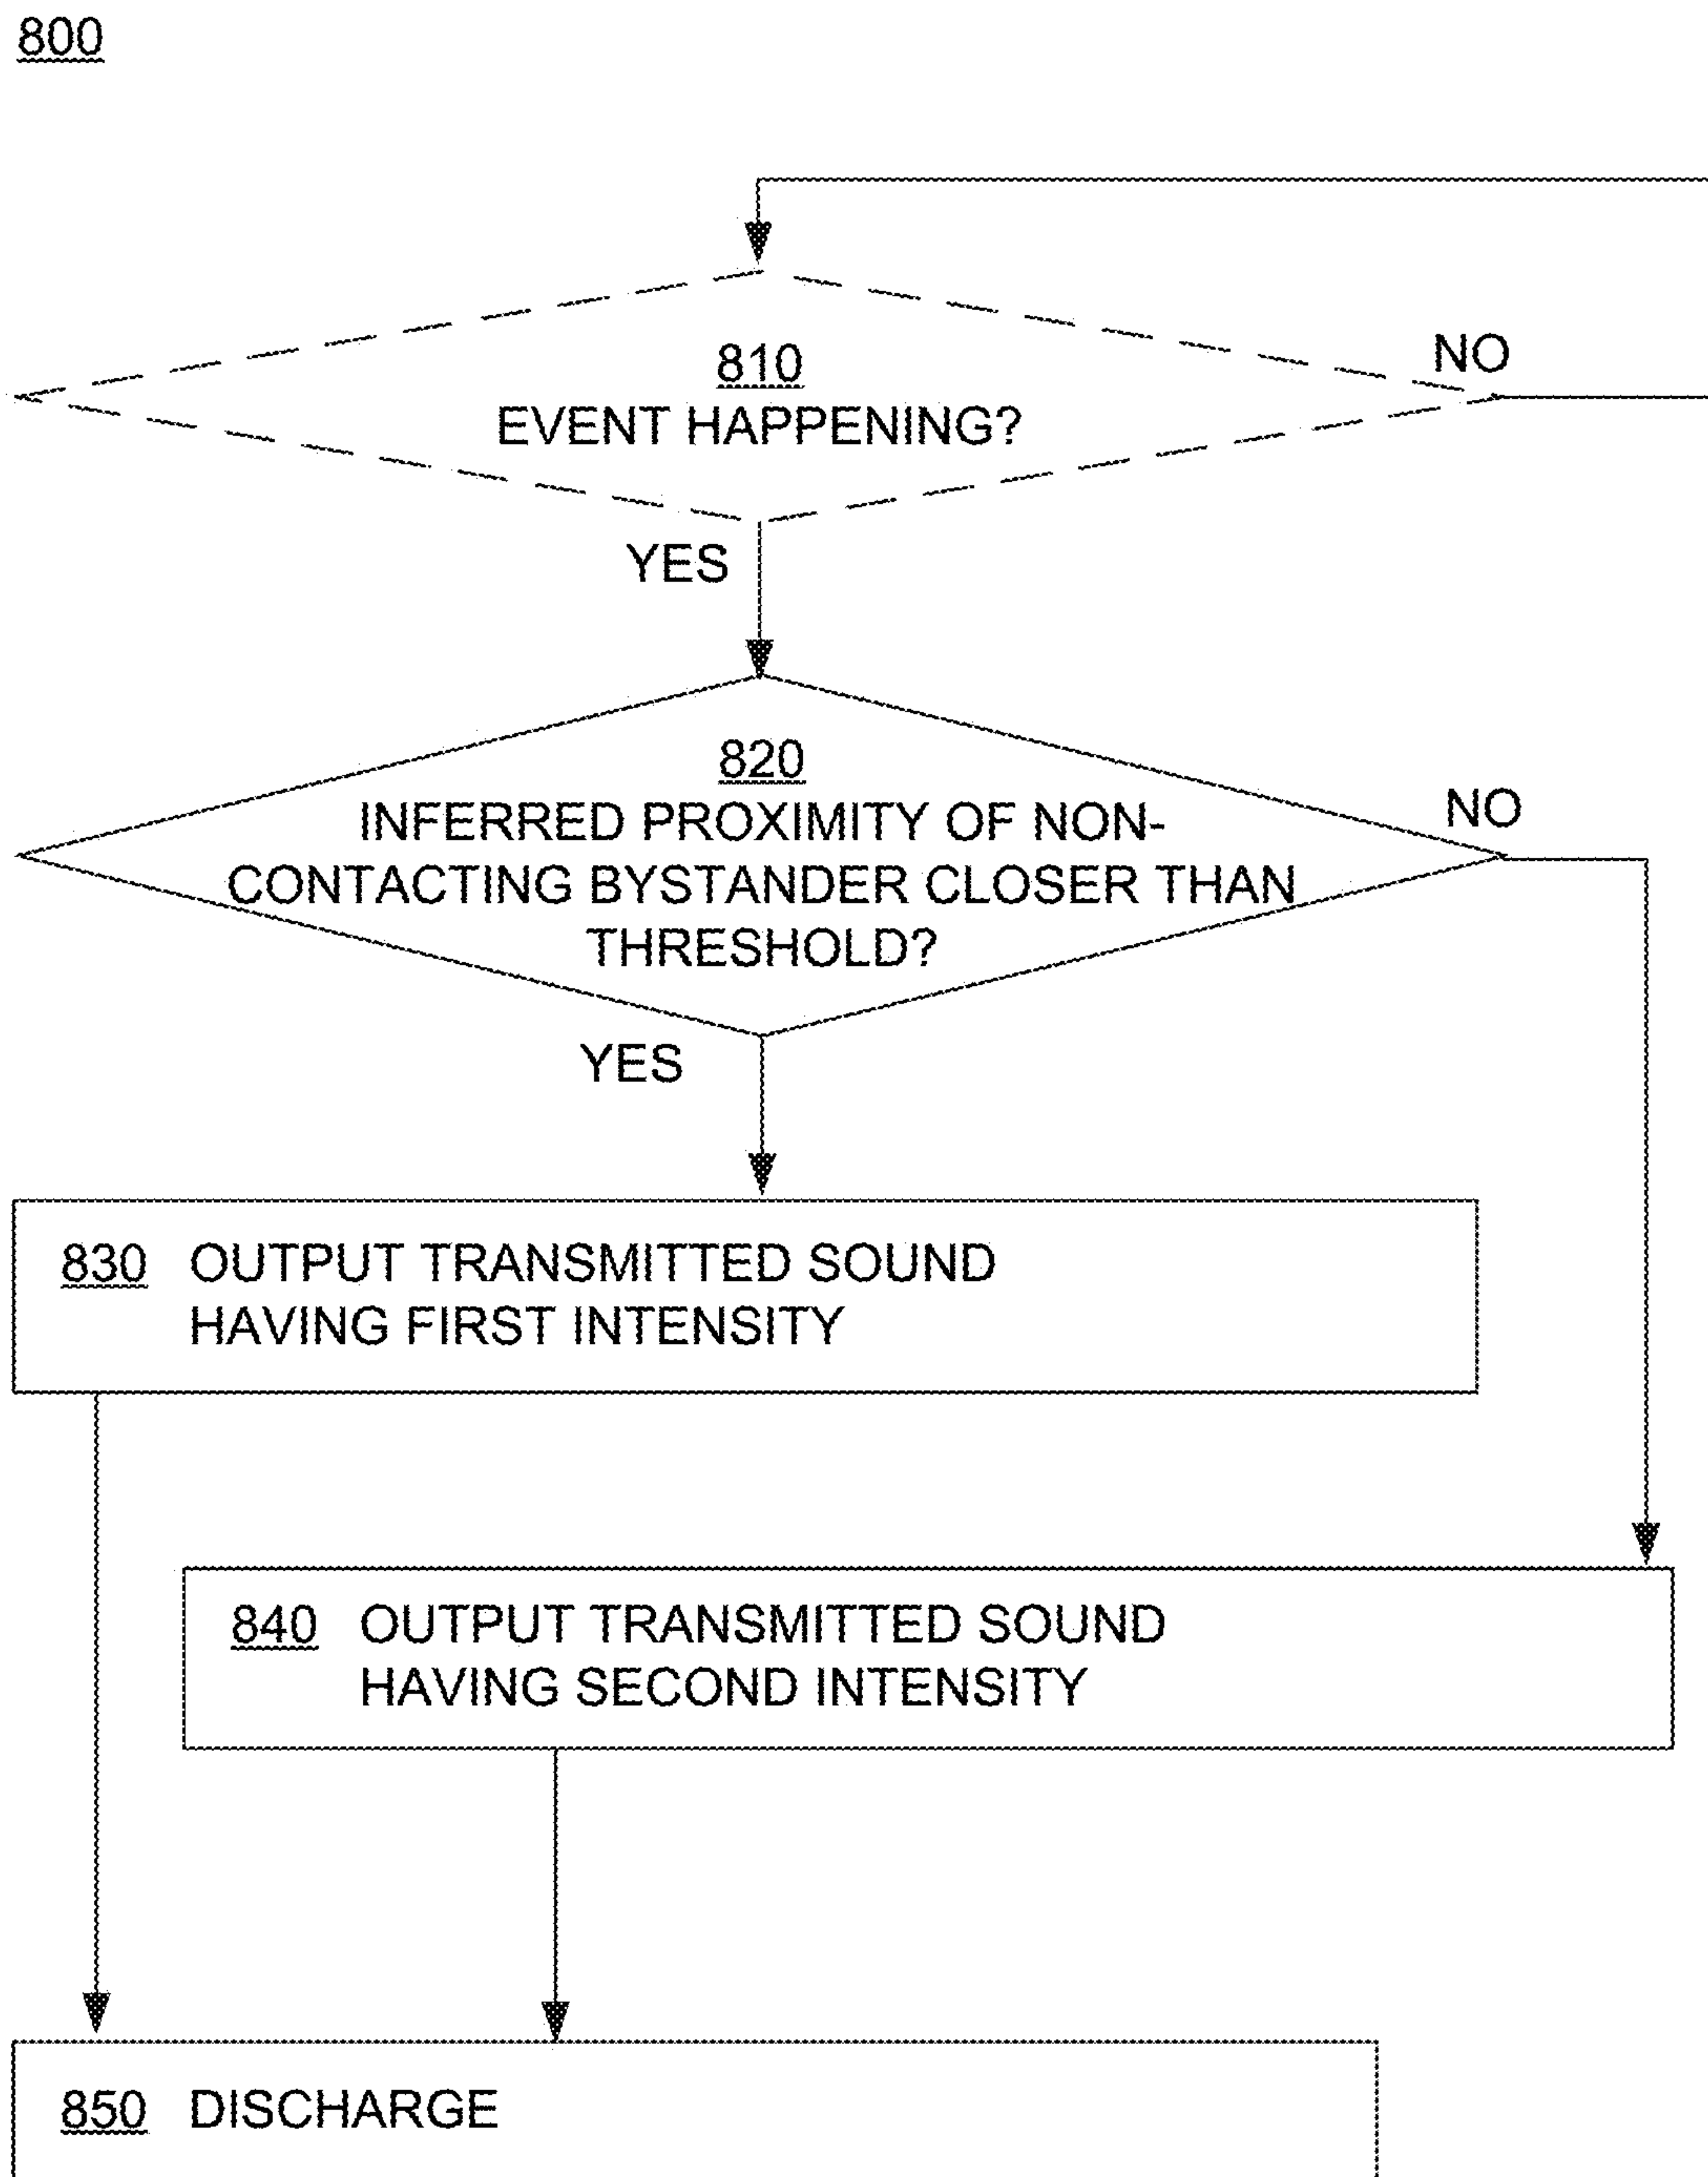 800
810
NO
EVENT HAPPENING?
YES
820
NO
INFERRED PROXIMITY OF NON-
CONTACTING BYSTANDER CLOSER THAN
THRESHOLD?
YES
830 OUTPUT TRANSMITTED SOUND
HAVING FIRST INTENSITY
840 OUTPUT TRANSMITTED SOUND
HAVING SECOND INTENSITY
850 DISCHARGE